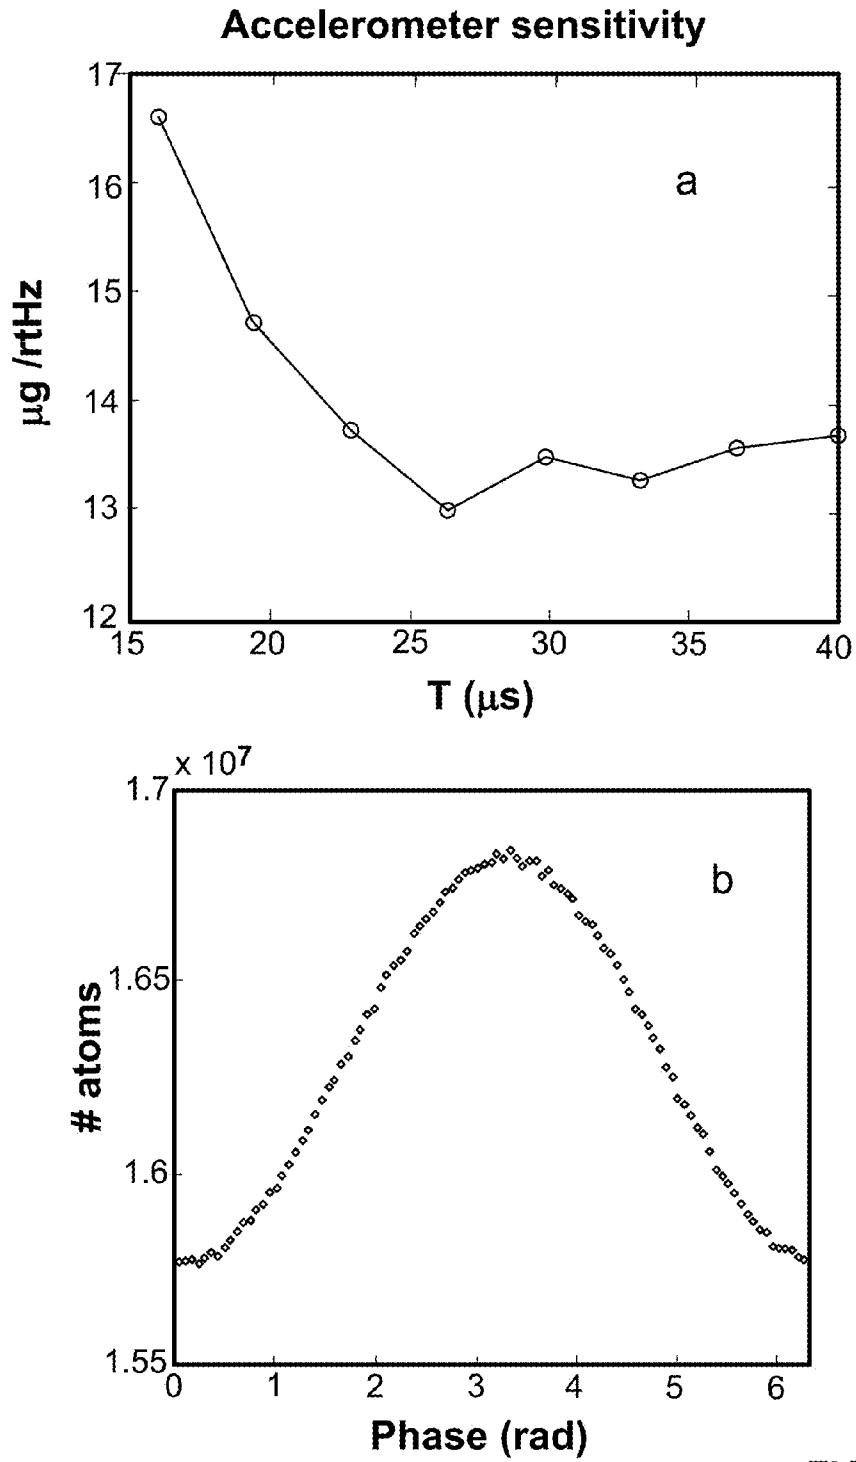 Accelerometer sensitivity
17
16
15
14
13
12
a
μg /rtHz
15 20 25 30 35 40
T (μs)
x 10⁷
1.7
1.65
1.6
1.55
b
# atoms
0 1 2 3 4 5 6
Phase (rad)